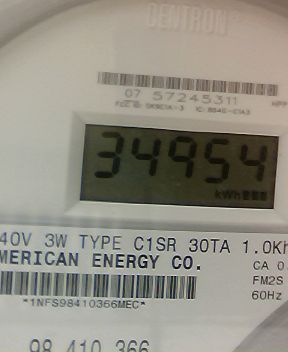 CENTRON
07 57245311
34954
kWh
40V 3W TYPE C1SR 30TA 1.0Kh
MERICAN ENERGY CO.
CA 0.
FM2S
60Hz
*1NFS98410366MEC*
98 410 366